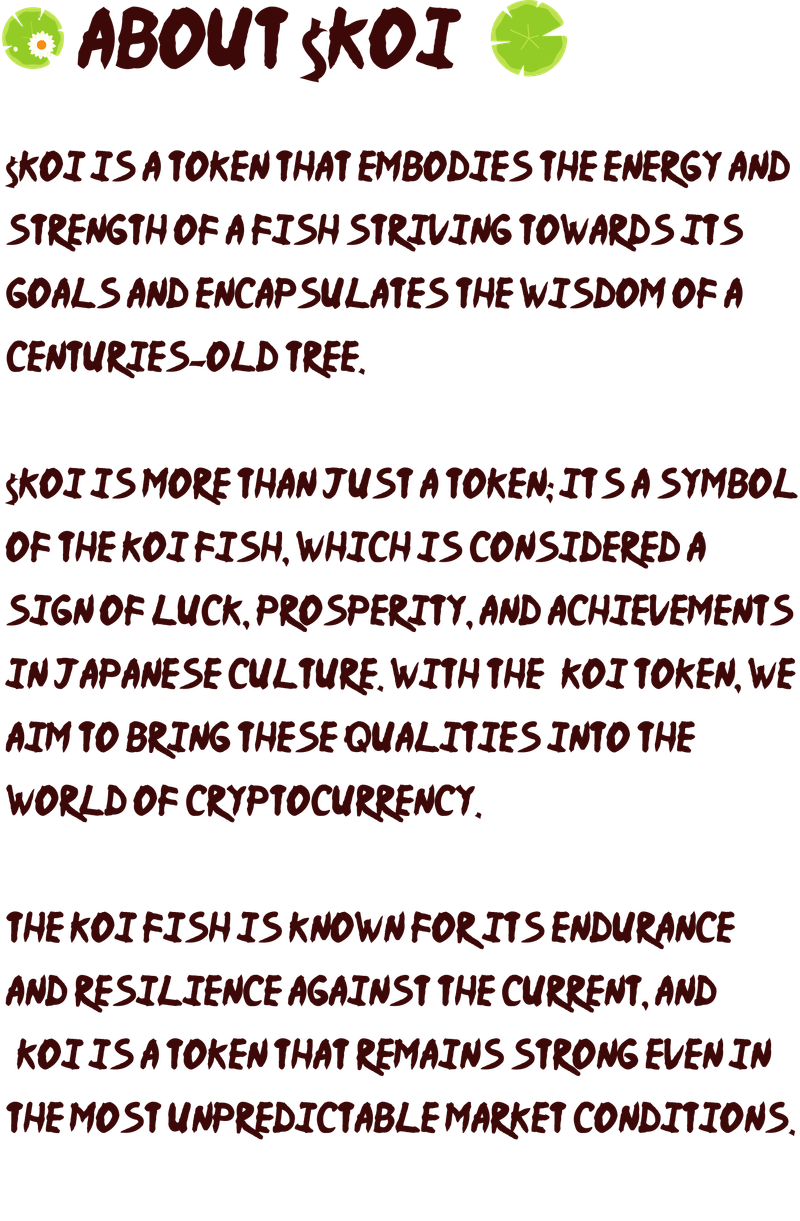 ABOUT $KOI
$KOI IS A TOKEN THAT EMBODIES THE ENERGY AND
STRENGTH OF A FISH STRIVING TOWARDS ITS
GOALS AND ENCAPSULATES THE WISDOM OF A
CENTURIES-OLD TREE.
$KOI IS MORE THAN JUST A TOKEN; IT S A SYMBOL
OF THE KOI FISH, WHICH IS CONSIDERED A
SIGN OF LUCK, PROSPERITY, AND ACHIEVEMENTS
IN JAPANESE CULTURE. WITH THE KOI TOKEN, WE
AIM TO BRING THESE QUALITIES INTO THE
WORLD OF CRYPTOCURRENCY.
THE KOI FISH IS KNOWN FOR ITS ENDURANCE
AND RESILIENCE AGAINST THE CURRENT, AND
KOI IS A TOKEN THAT REMAINS STRONG EVEN IN
THE MOST UNPREDICTABLE MARKET CONDITIONS.